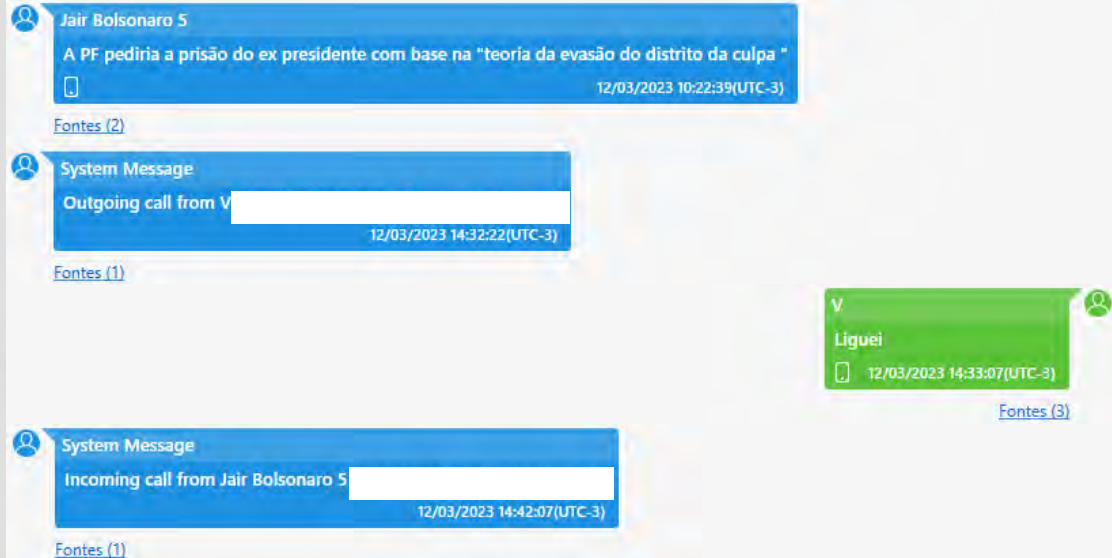 Jair Bolsonaro 5
A PF pediria a prisão do ex presidente com base na "teoria da evasão do distrito da culpa "
12/03/2023 10:22:39(UTC-3)
Fontes (2)
System Message
Outgoing call from V
12/03/2023 14:32:22(UTC-3)
Fontes (1)
V
Liguei
12/03/2023 14:33:07(UTC-3)
Fontes (3)
System Message
Incoming call from Jair Bolsonaro 5
12/03/2023 14:42:07(UTC-3)
Fontes (1)